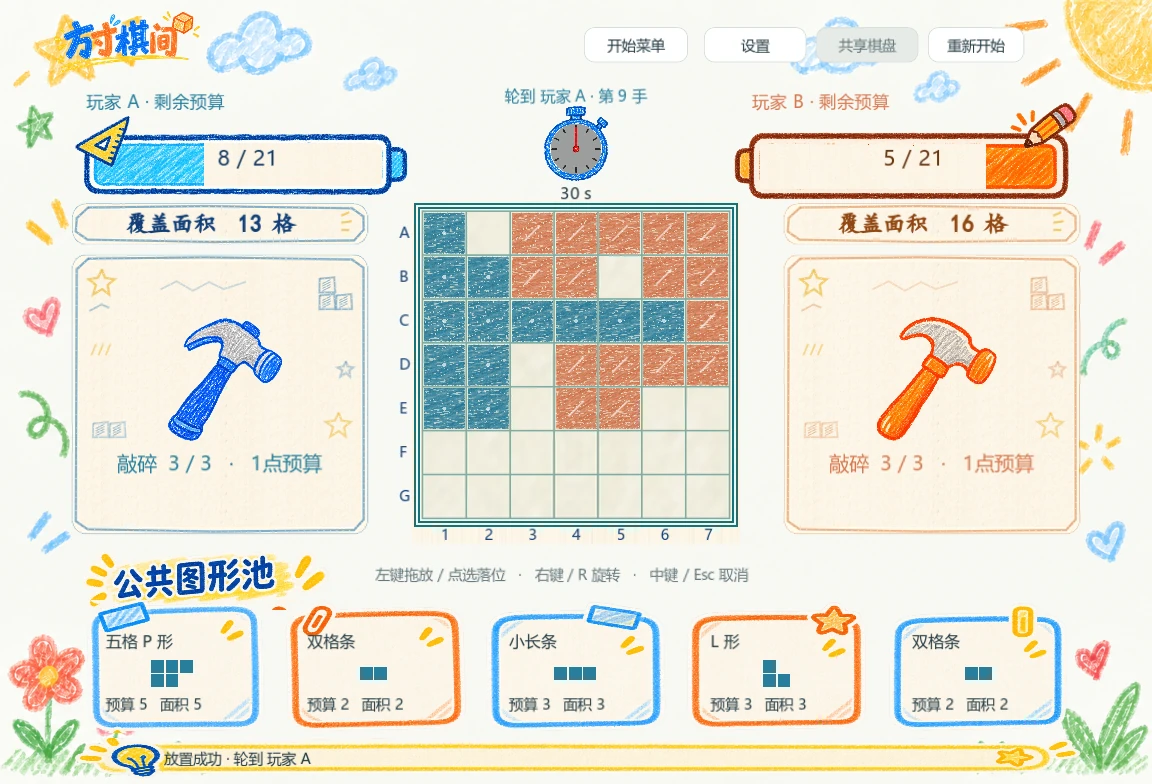 方寸棋间
开始菜单 设置 共享棋盘 重新开始
玩家 A · 剩余预算
轮到 玩家 A · 第 9 手
玩家 B · 剩余预算
8 / 21
5 / 21
30 s
覆盖面积 13 格
覆盖面积 16 格
A
B
C
D
E
F
G
1 2 3 4 5 6 7
敲碎 3 / 3 · 1点预算
敲碎 3 / 3 · 1点预算
公共图形池
左键拖放 / 点选落位 · 右键 / R 旋转 · 中键 / Esc 取消
五格 P 形
预算 5 面积 5
双格条
预算 2 面积 2
小长条
预算 3 面积 3
L 形
预算 3 面积 3
双格条
预算 2 面积 2
放置成功 · 轮到 玩家 A